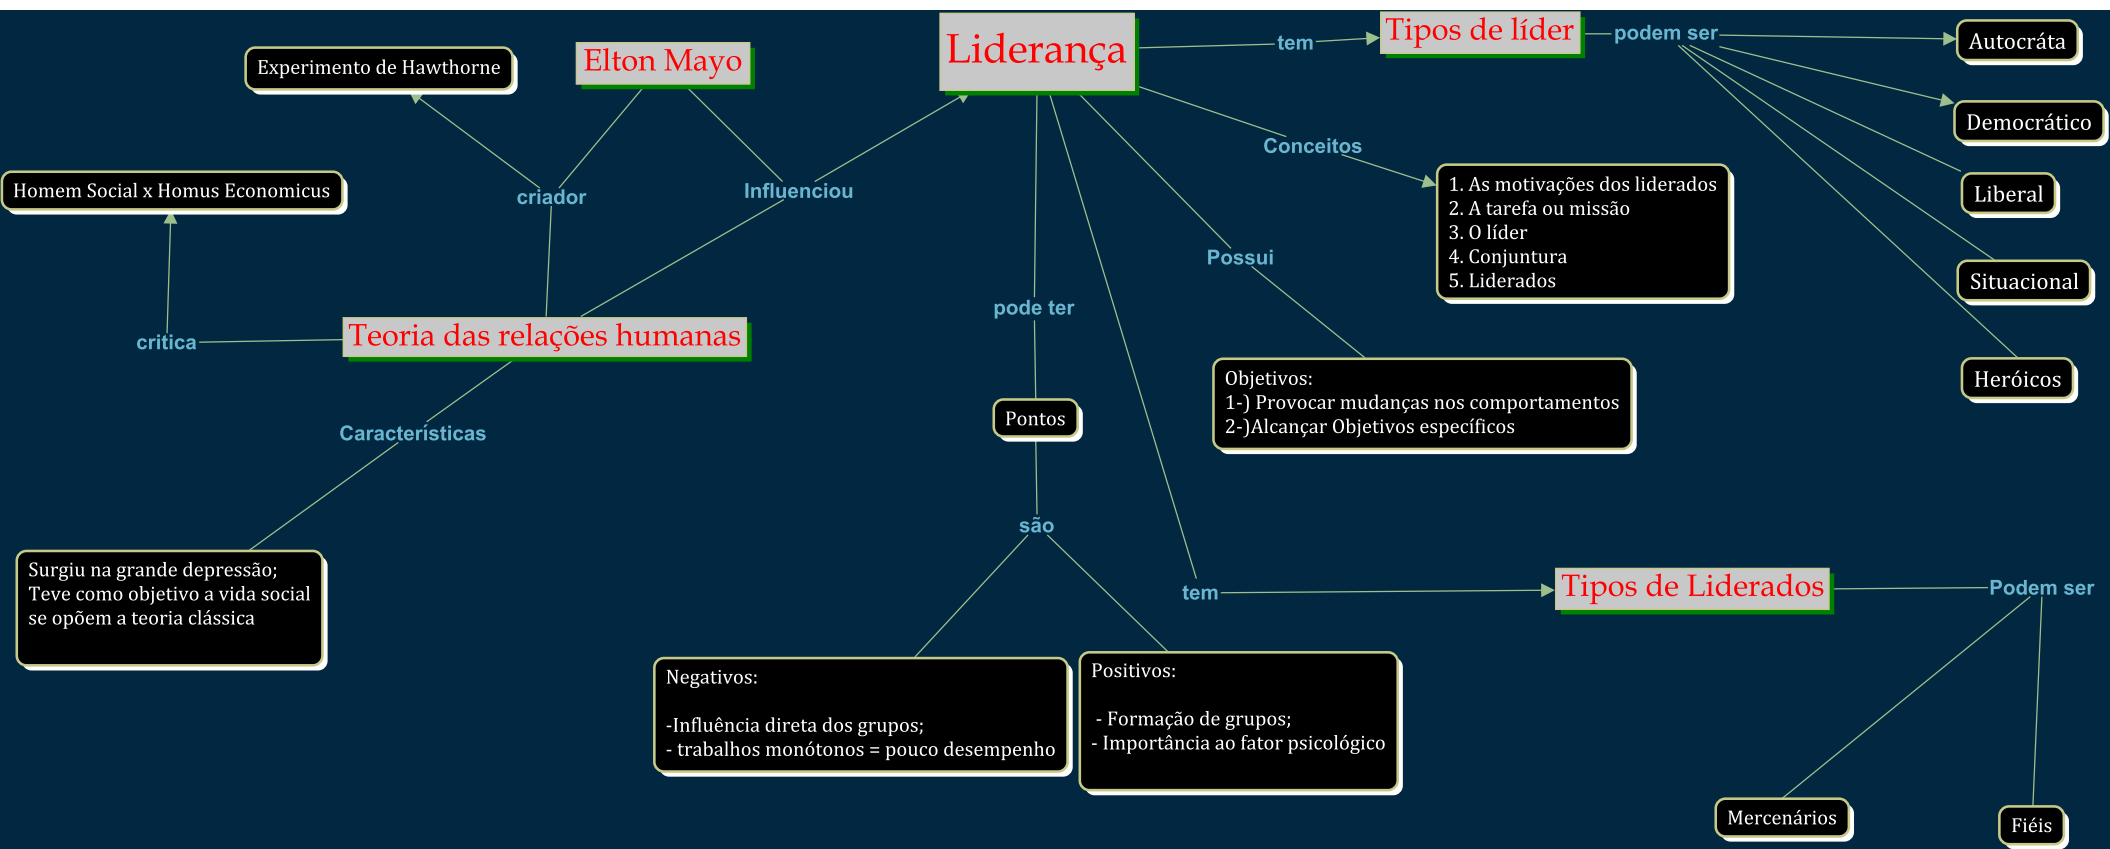 Liderança
tem
Tipos de líder
podem ser
Autocráta
Democrático
Liberal
Situacional
Heróicos
Elton Mayo
Experimento de Hawthorne
criador
Influenciou
Homem Social x Homus Economicus
critica
Teoria das relações humanas
Características
Surgiu na grande depressão;
Teve como objetivo a vida social
se opõem a teoria clássica
Conceitos
1. As motivações dos liderados
2. A tarefa ou missão
3. O líder
4. Conjuntura
5. Liderados
Possui
Objetivos:
1-) Provocar mudanças nos comportamentos
2-)Alcançar Objetivos específicos
pode ter
Pontos
são
Negativos:
-Influência direta dos grupos;
- trabalhos monótonos = pouco desempenho
Positivos:
- Formação de grupos;
- Importância ao fator psicológico
tem
Tipos de Liderados
Podem ser
Mercenários
Fiéis